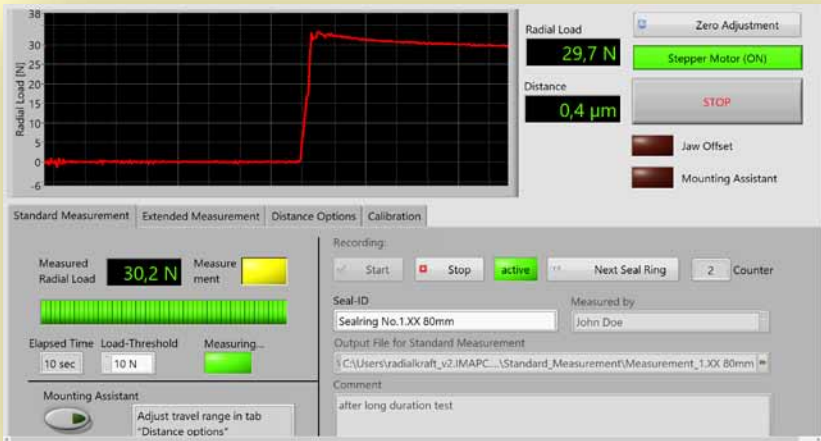 38
30
25
20
15
10
5
0
-6
Radial Load [N]
Radial Load
29,7 N
Distance
0,4 µm
Zero Adjustment
Stepper Motor (ON)
STOP
Jaw Offset
Mounting Assistant
Standard Measurement
Extended Measurement
Distance Options
Calibration
Measured
Radial Load
30,2 N
Measure
ment
Elapsed Time
10 sec
Load-Threshold
10 N
Measuring...
Mounting Assistant
Adjust travel range in tab
"Distance options"
Recording:
Start
Stop
active
Next Seal Ring
2
Counter
Seal-ID
Sealring No.1.XX 80mm
Measured by
John Doe
Output File for Standard Measurement
C:\Users\radialkraft_v2.IMAPC....\Standard_Measurement\Measurement_1.XX 80mm
Comment
after long duration test